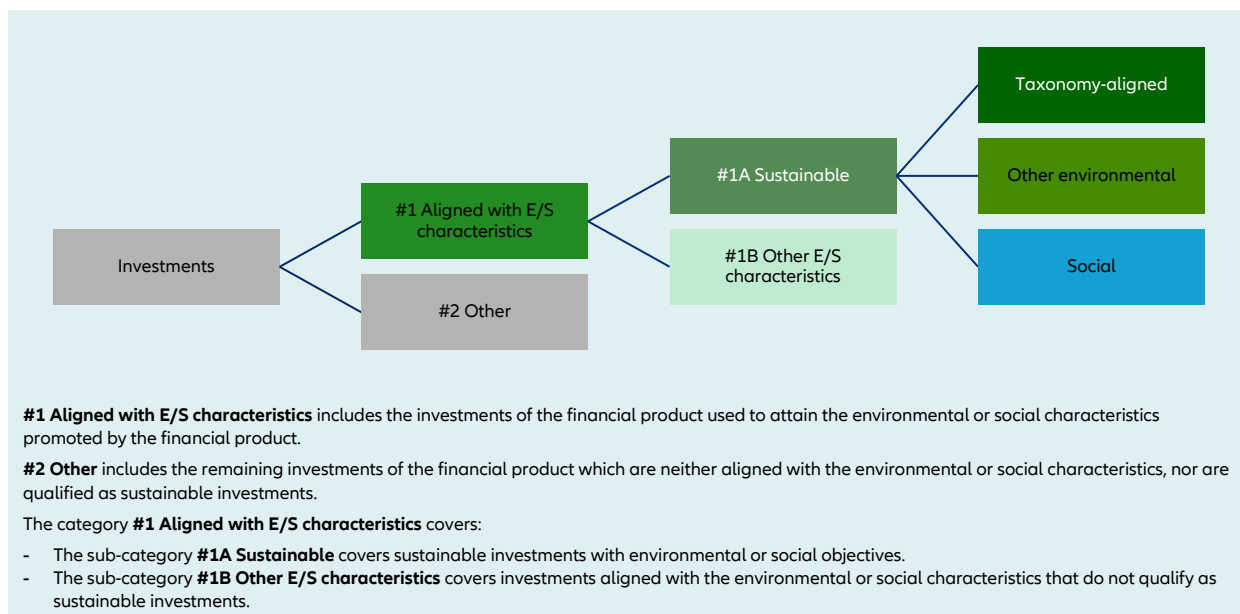 Taxonomy-aligned
#1A Sustainable
Other environmental
#1 Aligned with E/S
characteristics
#1B Other E/S
characteristics
Investments
Social
#2 Other
#1 Aligned with E/S characteristics includes the investments of the financial product used to attain the environmental or social characteristics
promoted by the financial product.
#2 Other includes the remaining investments of the financial product which are neither aligned with the environmental or social characteristics, nor are
qualified as sustainable investments.
The category #1 Aligned with E/S characteristics covers:
- The sub-category #1A Sustainable covers sustainable investments with environmental or social objectives.
- The sub-category #1B Other E/S characteristics covers investments aligned with the environmental or social characteristics that do not qualify as
sustainable investments.